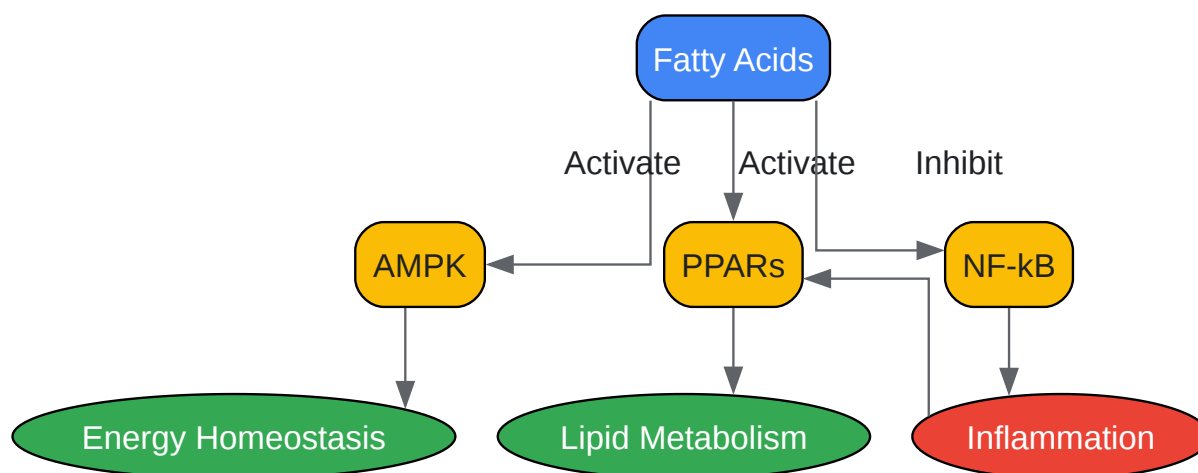 Fatty Acids
Activate
Activate
Inhibit
AMPK
PPARs
NF-kB
Energy Homeostasis
Lipid Metabolism
Inflammation